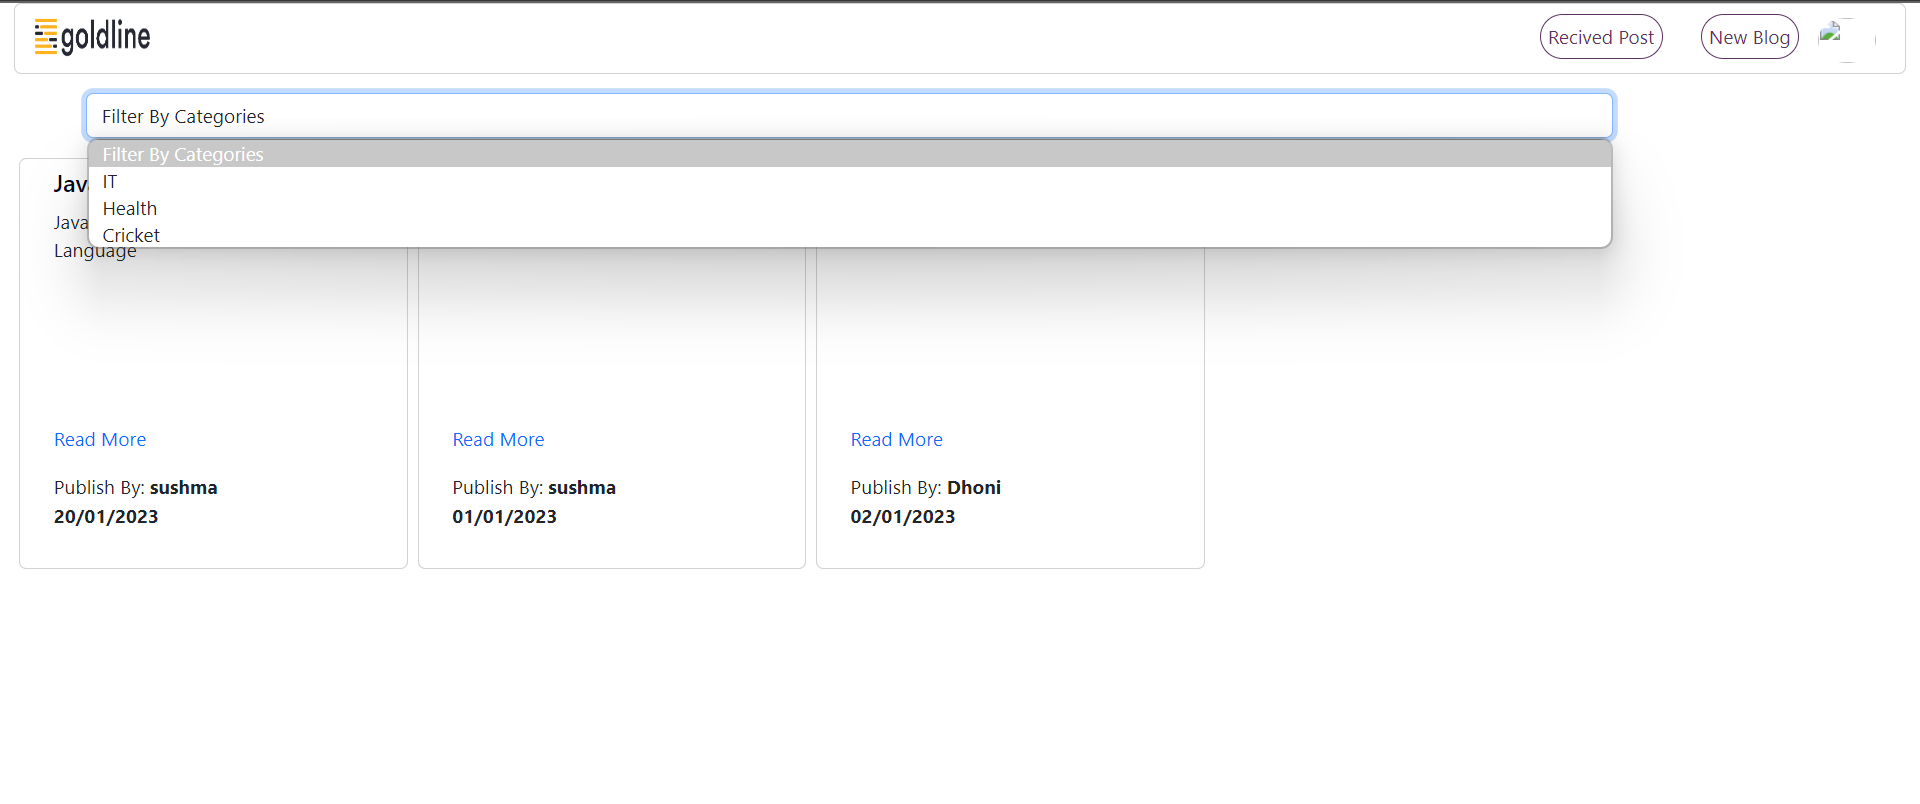 goldline
Recived Post
New Blog
Filter By Categories
Filter By Categories
IT
Health
Cricket
Java
Language
Read More
Read More
Read More
Publish By: sushma
20/01/2023
Publish By: sushma
01/01/2023
Publish By: Dhoni
02/01/2023